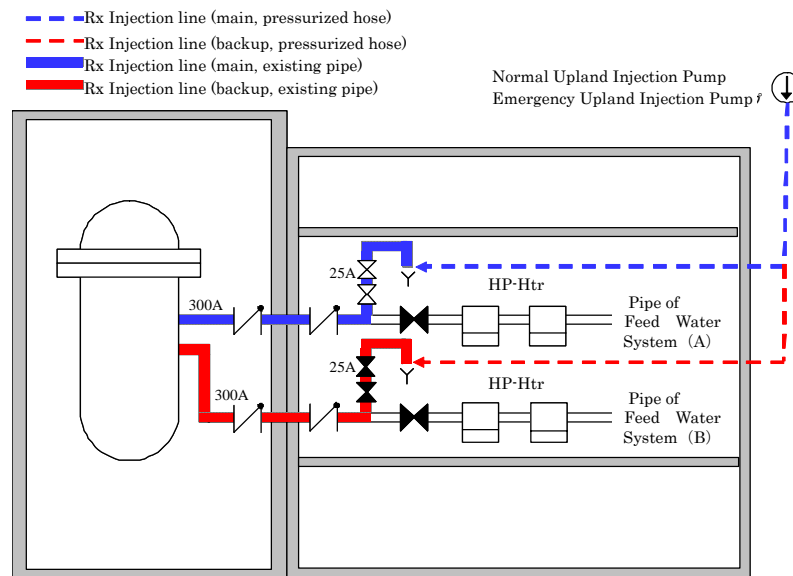 Rx Injection line (main, pressurized hose)
Rx Injection line (backup, pressurized hose)
Rx Injection line (main, existing pipe)
Rx Injection line (backup, existing pipe)
Normal Upland Injection Pump
Emergency Upland Injection Pump
25A
HP-Htr
300A
Pipe of
Feed Water
System (A)
25A
HP-Htr
300A
Pipe of
Feed Water
System (B)